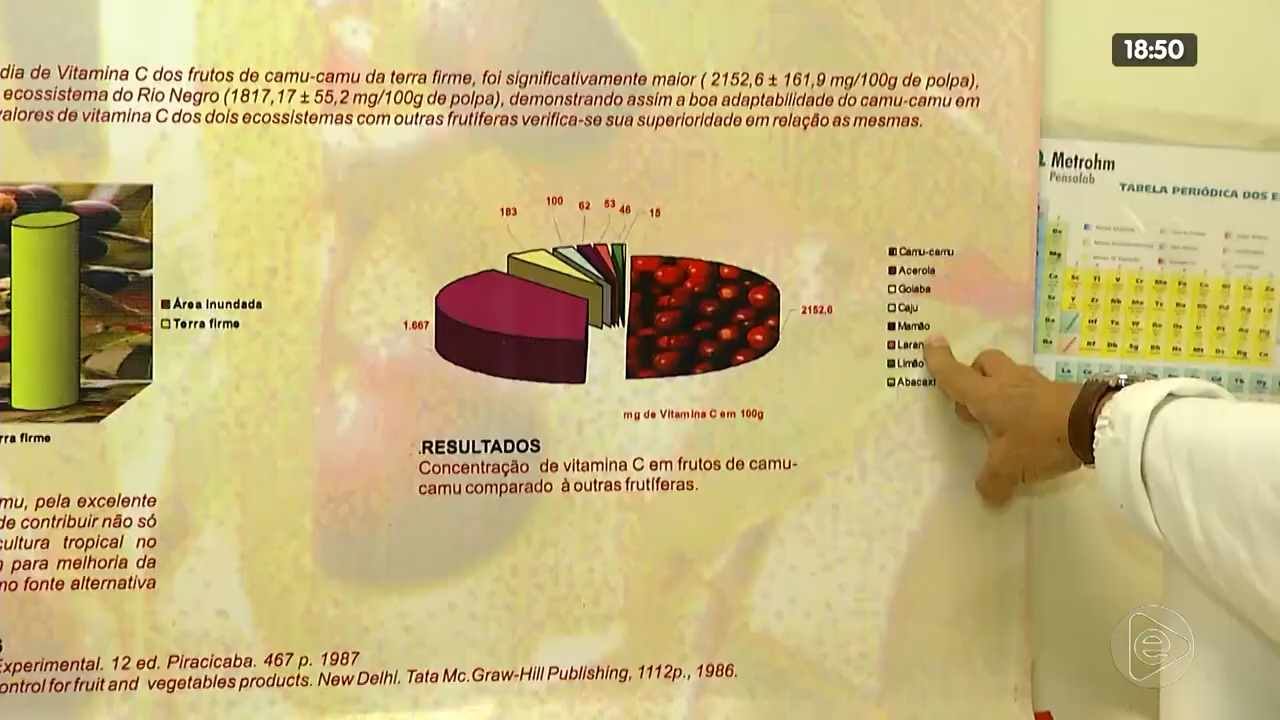 18:50
dia de Vitamina C dos frutos de camu-camu da terra firme, foi significativamente maior ( 2152,6 ± 161,9 mg/100g de polpa),
ecossistema do Rio Negro (1817,17 ± 55,2 mg/100g de polpa), demonstrando assim a boa adaptabilidade do camu-camu em
valores de vitamina C dos dois ecossistemas com outras frutíferas verifica-se sua superioridade em relação as mesmas.
Metrohm
Pensalab
TABELA PERIÓDICA DOS E
183
100
62
53
46
15
1.667
2152,6
Camu-camu
Acerola
Goiaba
Caju
Mamão
Laran
Limão
Abacaxi
Área Inundada
Terra firme
rra firme
mg de Vitamina C em 100g
.RESULTADOS
Concentração de vitamina C em frutos de camu-
camu comparado à outras frutíferas.
mu, pela excelente
de contribuir não só
cultura tropical no
para melhoria da
mo fonte alternativa
Experimental. 12 ed. Piracicaba. 467 p. 1987
ontrol for fruit and vegetables products. New Delhi. Tata Mc.Graw-Hill Publishing, 1112p., 1986.